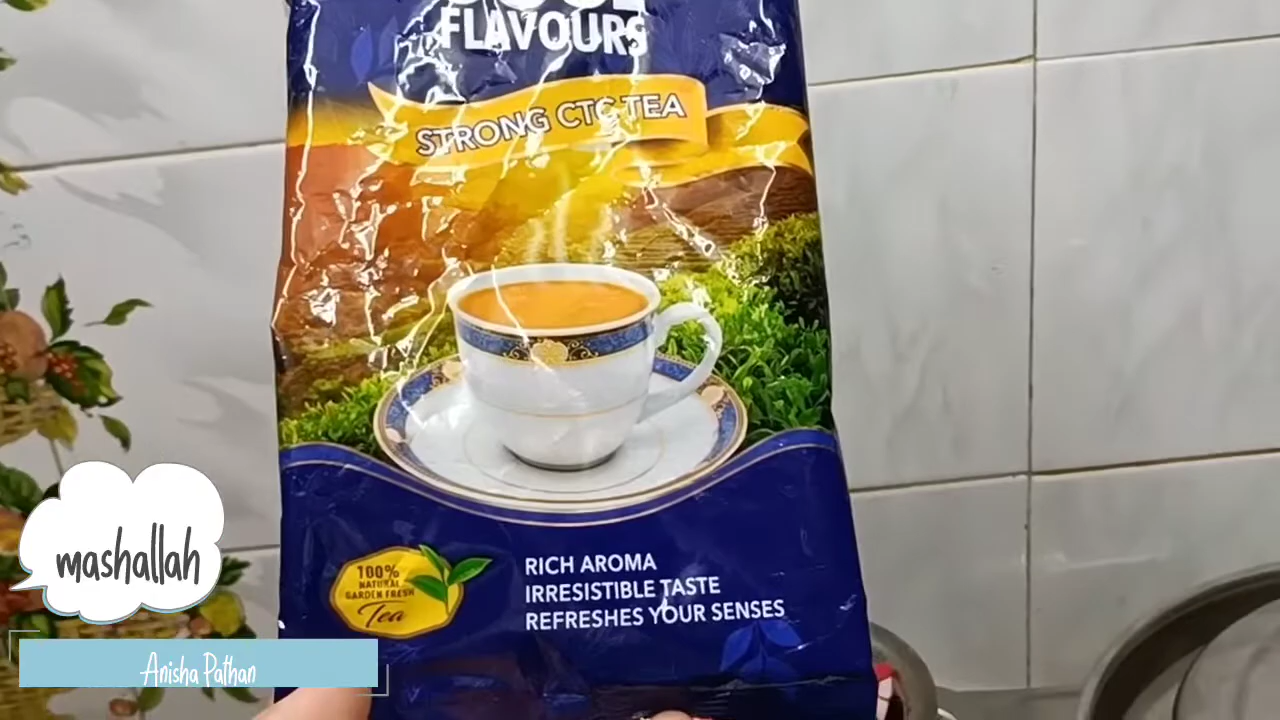 FLAVOURS
STRONG CTC TEA
100%
NATURAL
GARDEN FRESH
Tea
RICH AROMA
IRRESISTIBLE TASTE
REFRESHES YOUR SENSES
mashallah
Anisha Pathan